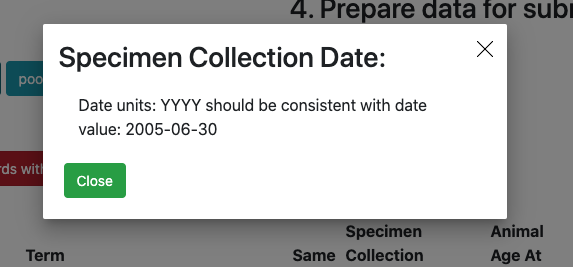 4. Prepare data for sub
Specimen Collection Date:
poo
Date units: YYYY should be consistent with date
value: 2005-06-30
rds with
Close
Specimen Animal
Term Same Collection Age At